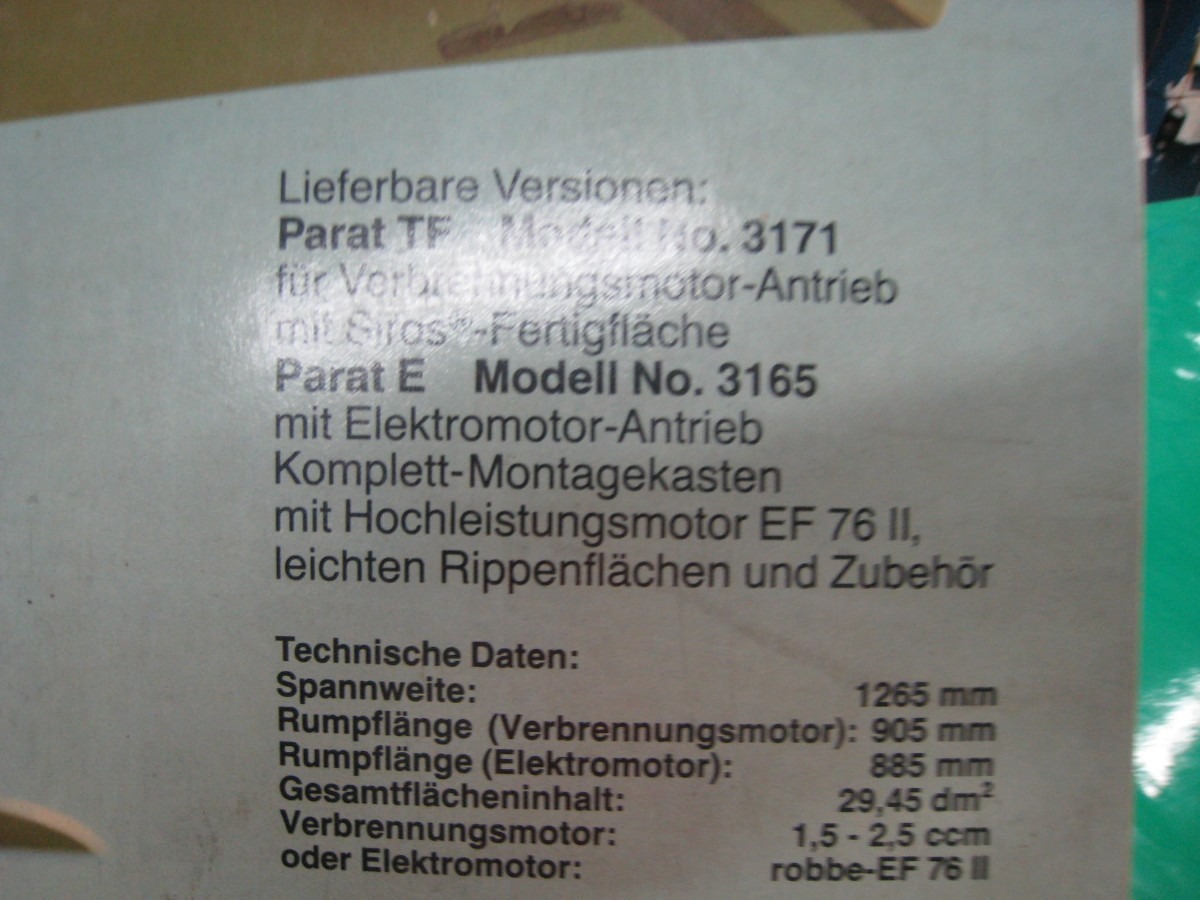 Lieferbare Versionen:
Parat TF Modell No. 3171
für Verbrennungsmotor-Antrieb
mit Siros®-Fertigfläche
Parat E Modell No. 3165
mit Elektromotor-Antrieb
Komplett-Montagekasten
mit Hochleistungsmotor EF 76 II,
leichten Rippenflächen und Zubehör
Technische Daten:
Spannweite: 1265 mm
Rumpflänge (Verbrennungsmotor): 905 mm
Rumpflänge (Elektromotor): 885 mm
Gesamtflächeninhalt: 29,45 dm²
Verbrennungsmotor: 1,5 - 2,5 ccm
oder Elektromotor: robbe-EF 76 II